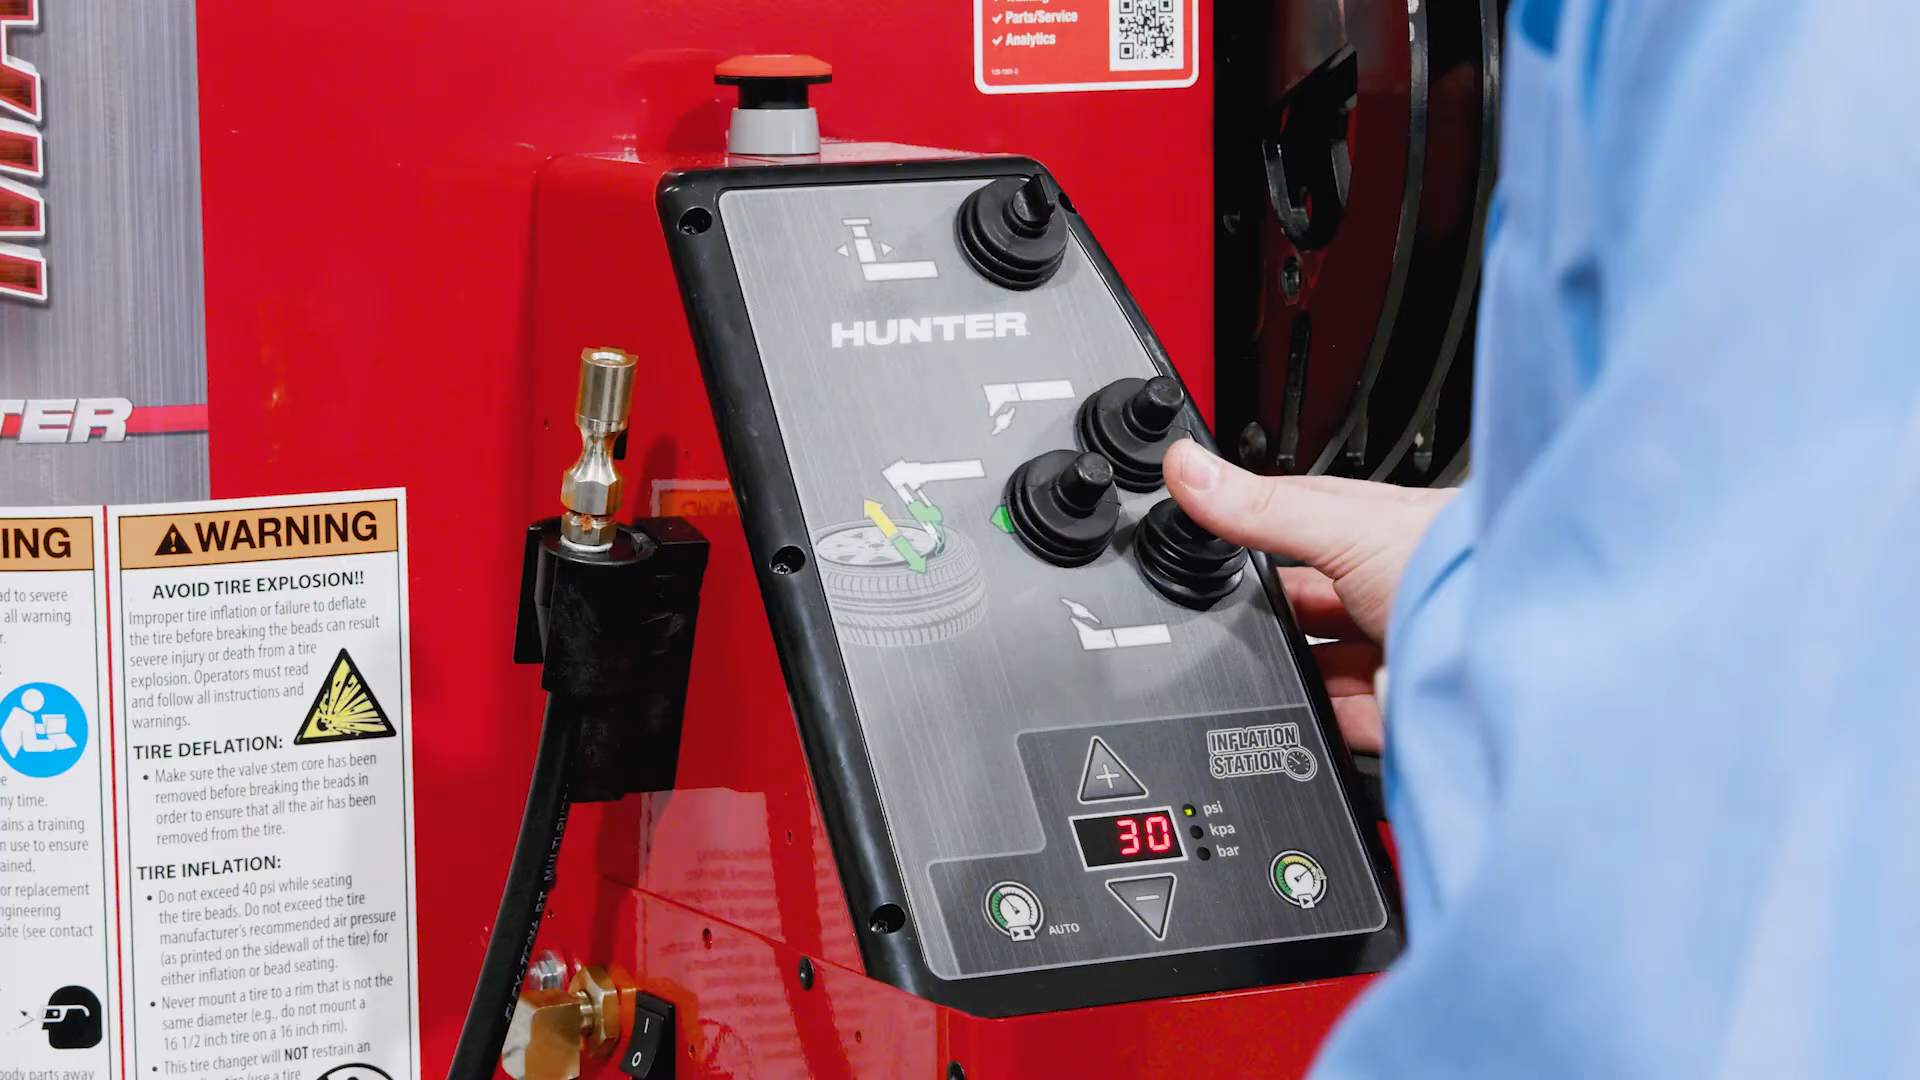 ✓ Parts/Service
✓ Analytics
HUNTER
TER
ING
ad to severe
all warning
ny time.
ains a training
n use to ensure
ained.
or replacement
ngineering
site (see contact
body parts away
WARNING
AVOID TIRE EXPLOSION!!
Improper tire inflation or failure to deflate
the tire before breaking the beads can result
severe injury or death from a tire
explosion. Operators must read
and follow all instructions and
warnings.
TIRE DEFLATION:
• Make sure the valve stem core has been
removed before breaking the beads in
order to ensure that all the air has been
removed from the tire.
TIRE INFLATION:
• Do not exceed 40 psi while seating
the tire beads. Do not exceed the tire
manufacturer's recommended air pressure
(as printed on the sidewall of the tire) for
either inflation or bead seating.
• Never mount a tire to a rim that is not the
same diameter (e.g., do not mount a
16 1/2 inch tire on a 16 inch rim).
• This tire changer will NOT restrain an
INFLATION
STATION
+
30
psi
kpa
bar
−
AUTO
I
O